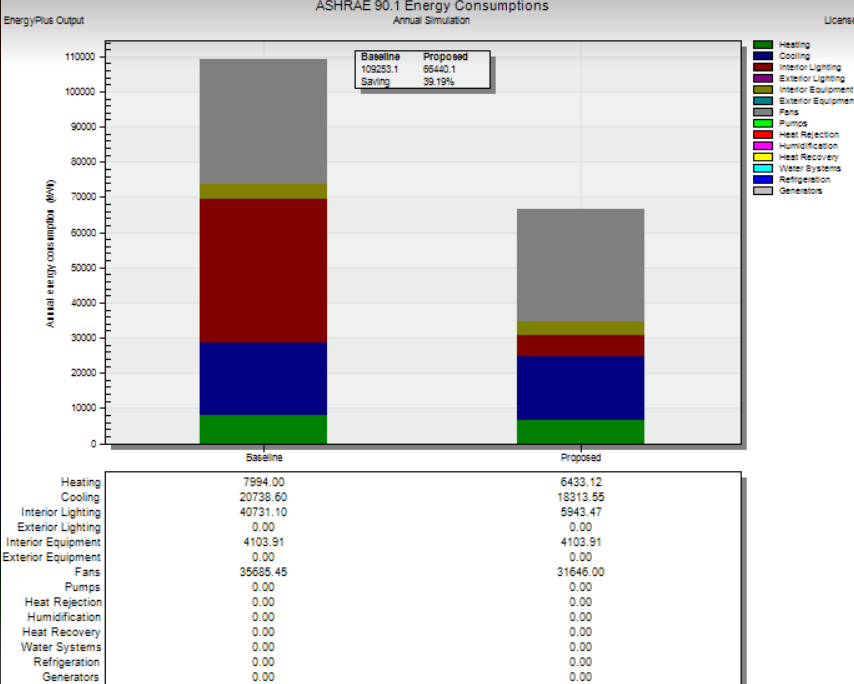 ASHRAE 90.1 Energy Consumptions
EnergyPlus Output
Annual Simulation
License
Heating
Cooling
Interior Lighting
Exterior Lighting
Interior Equipment
Exterior Equipmen
Fans
Pumps
Heat Rejection
Humidification
Heat Recovery
Water Systems
Refrigeration
Generators
Baseline Proposed
109253.1 66440.1
Saving 39.19%
Annual energy consumption (kWh)
110000
100000
90000
80000
70000
60000
50000
40000
30000
20000
10000
0
Baseline Proposed
Heating 7994.00 6433.12
Cooling 20738.60 18313.55
Interior Lighting 40731.10 5943.47
Exterior Lighting 0.00 0.00
Interior Equipment 4103.91 4103.91
Exterior Equipment 0.00 0.00
Fans 35685.45 31646.00
Pumps 0.00 0.00
Heat Rejection 0.00 0.00
Humidification 0.00 0.00
Heat Recovery 0.00 0.00
Water Systems 0.00 0.00
Refrigeration 0.00 0.00
Generators 0.00 0.00